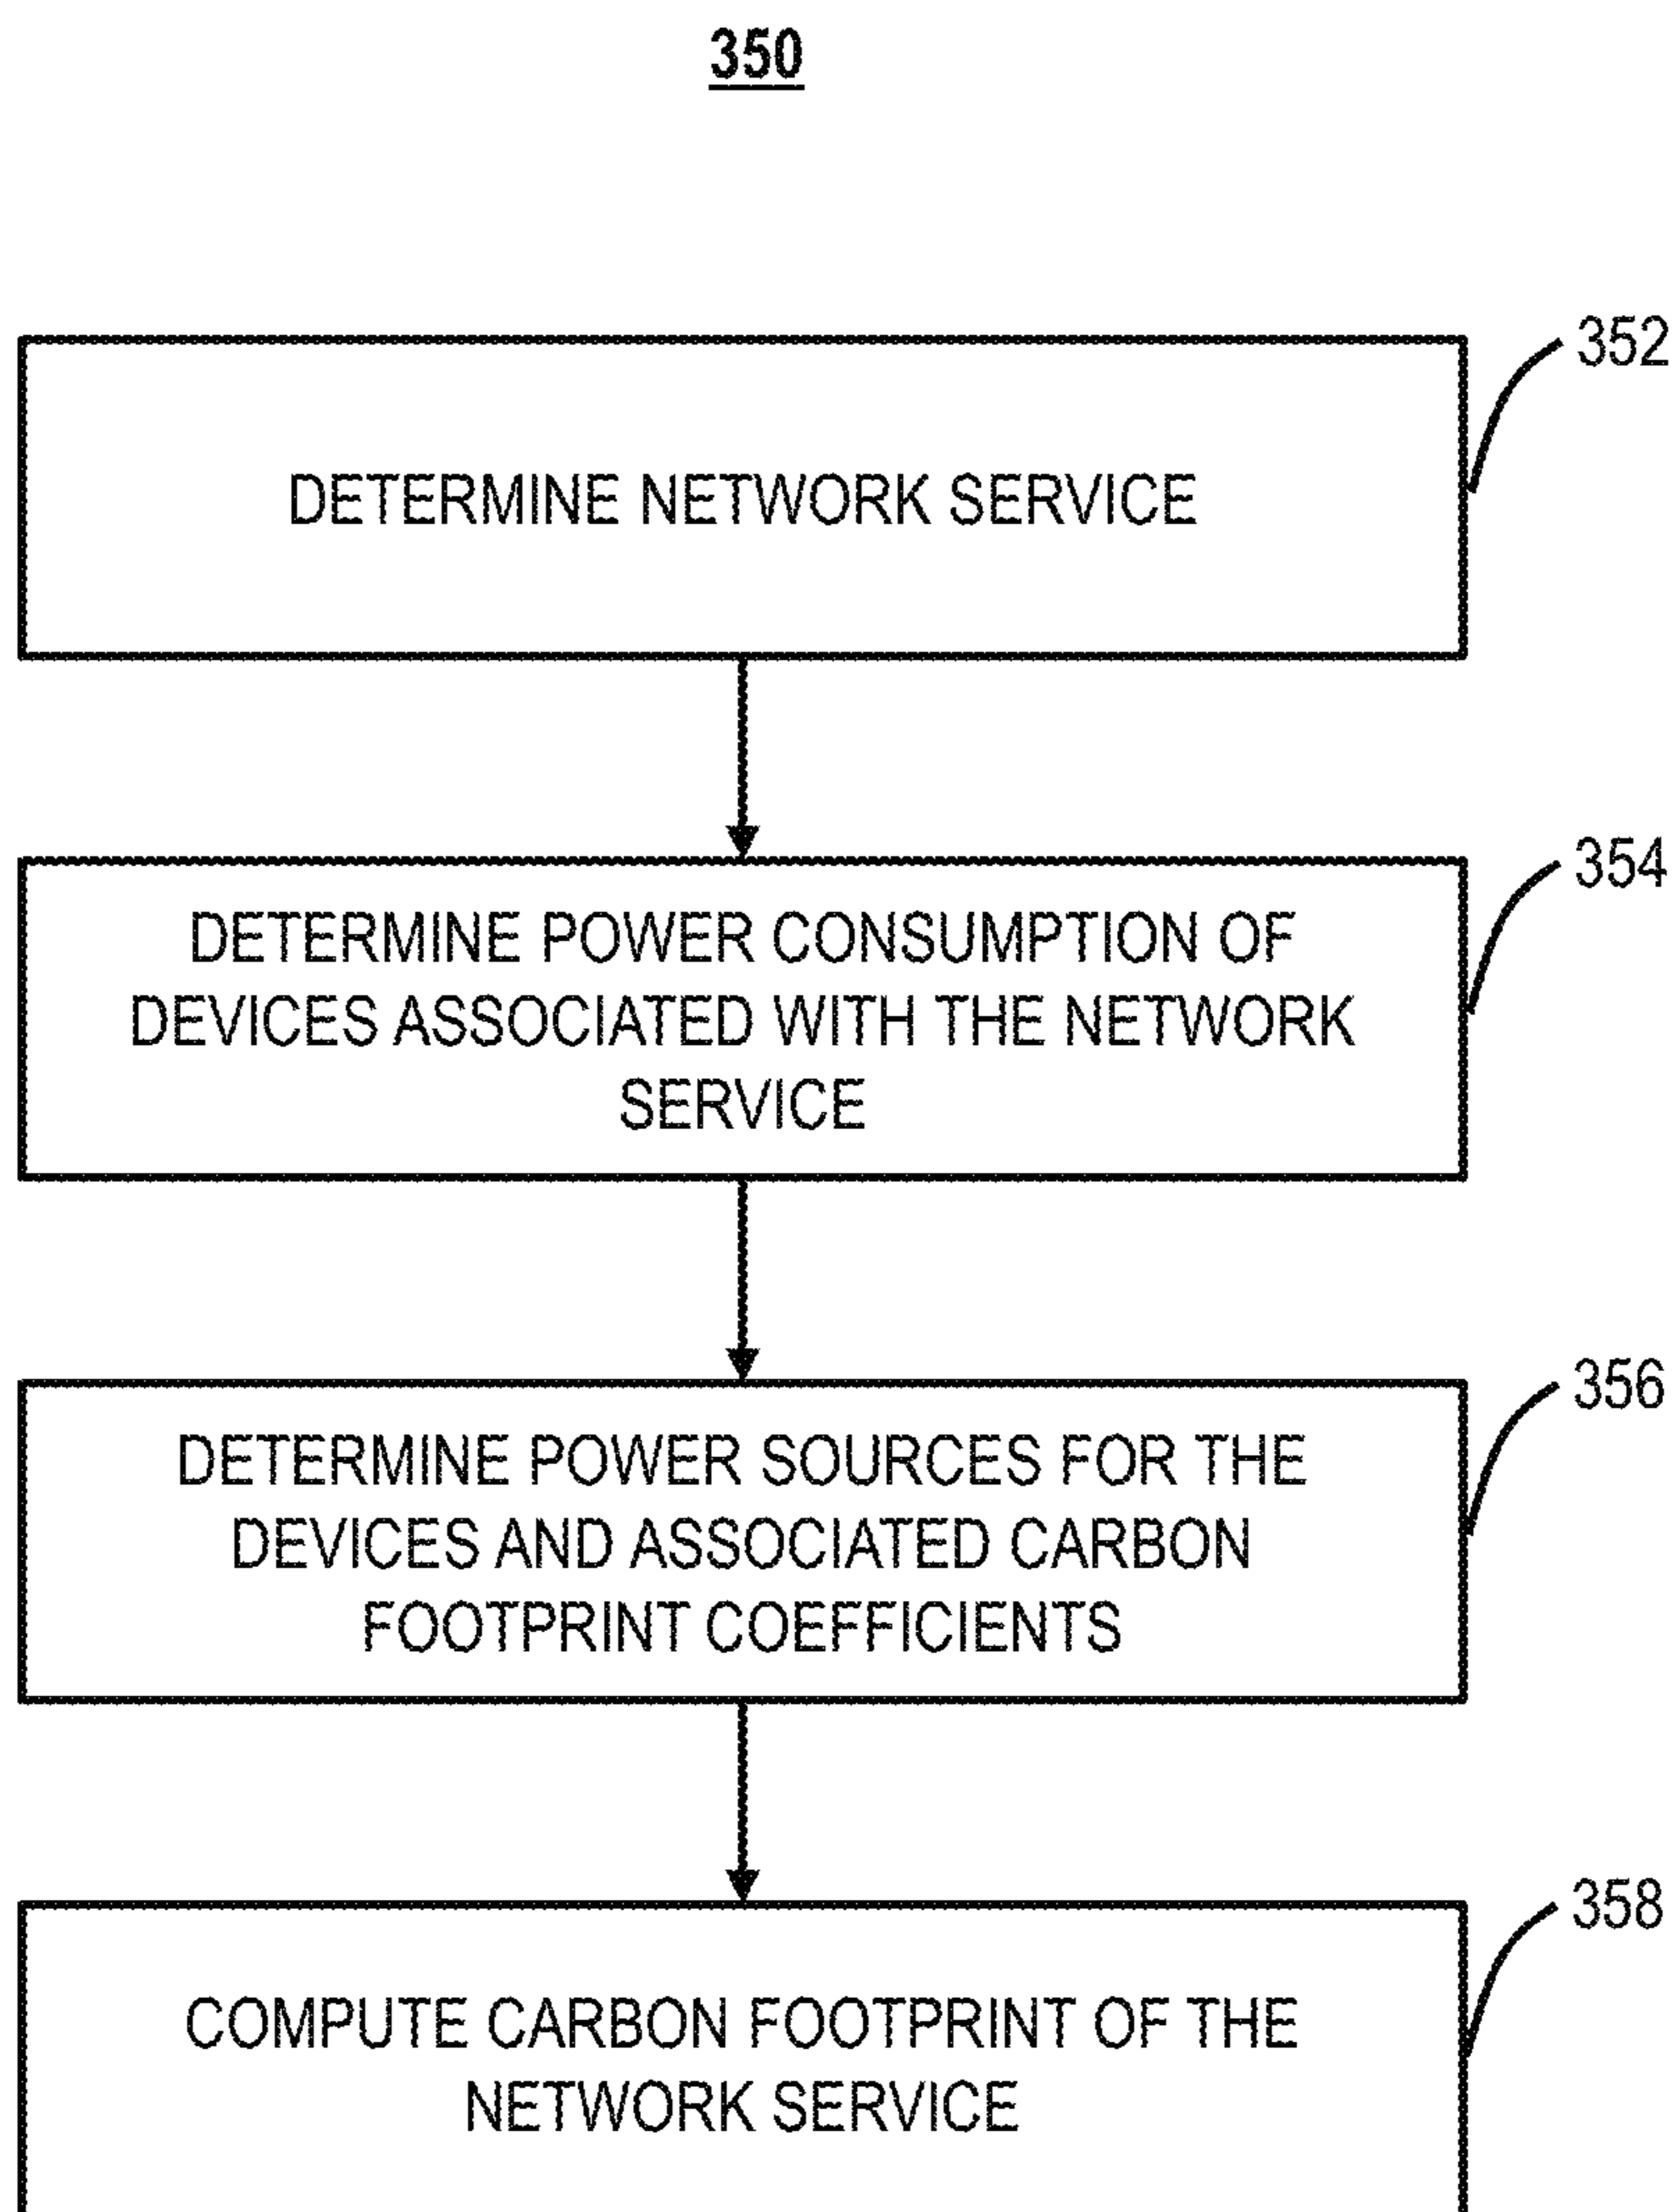 350
352
DETERMINE NETWORK SERVICE
354
DETERMINE POWER CONSUMPTION OF
DEVICES ASSOCIATED WITH THE NETWORK
SERVICE
356
DETERMINE POWER SOURCES FOR THE
DEVICES AND ASSOCIATED CARBON
FOOTPRINT COEFFICIENTS
358
COMPUTE CARBON FOOTPRINT OF THE
NETWORK SERVICE